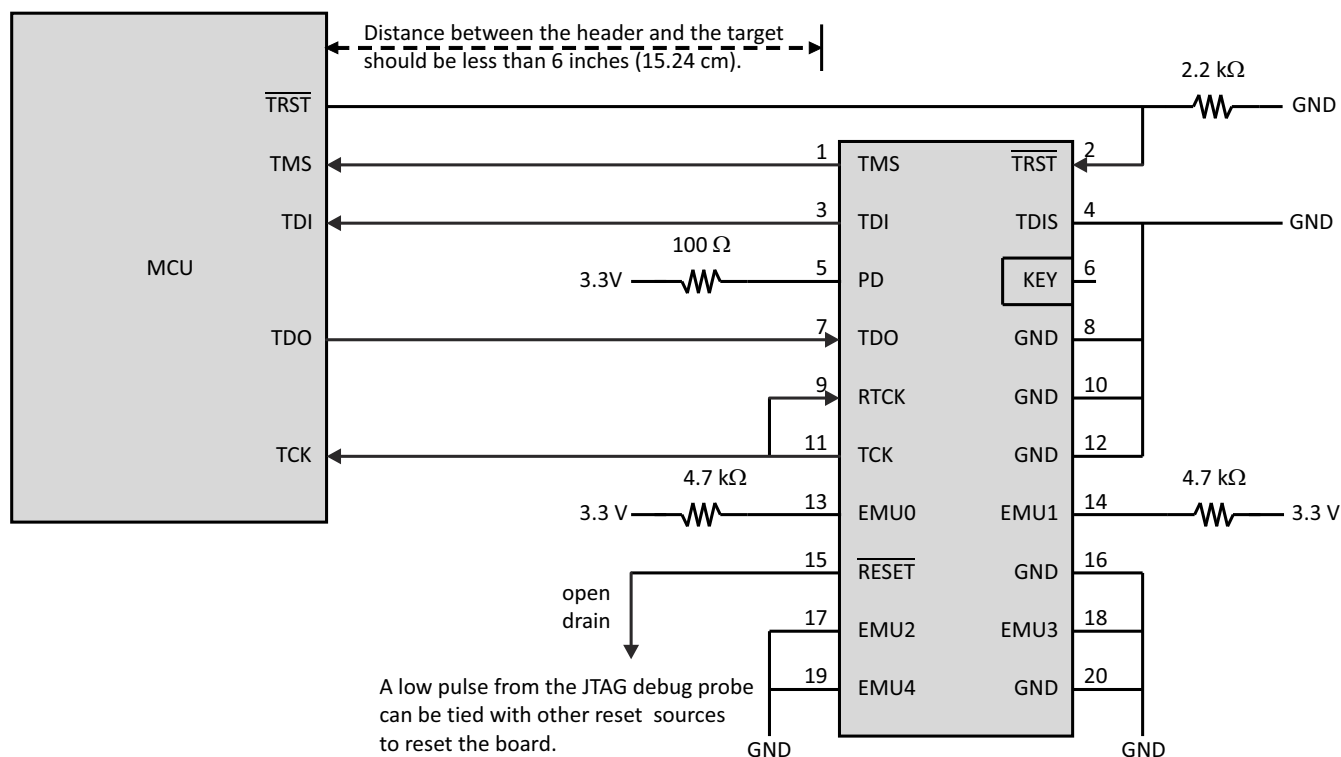 Distance between the header and the target
should be less than 6 inches (15.24 cm).
2.2 kΩ
TRST
GND
TMS
1
TMS
TRST
2
TDI
3
TDI
TDIS
4
GND
100 Ω
MCU
3.3V
5
PD
KEY
6
TDO
7
TDO
GND
8
9
RTCK
GND
10
TCK
11
TCK
GND
12
4.7 kΩ
4.7 kΩ
3.3 V
13
EMU0
EMU1
14
3.3 V
15
RESET
GND
16
open
drain
17
EMU2
EMU3
18
19
EMU4
GND
20
A low pulse from the JTAG debug probe
can be tied with other reset sources
to reset the board.
GND
GND